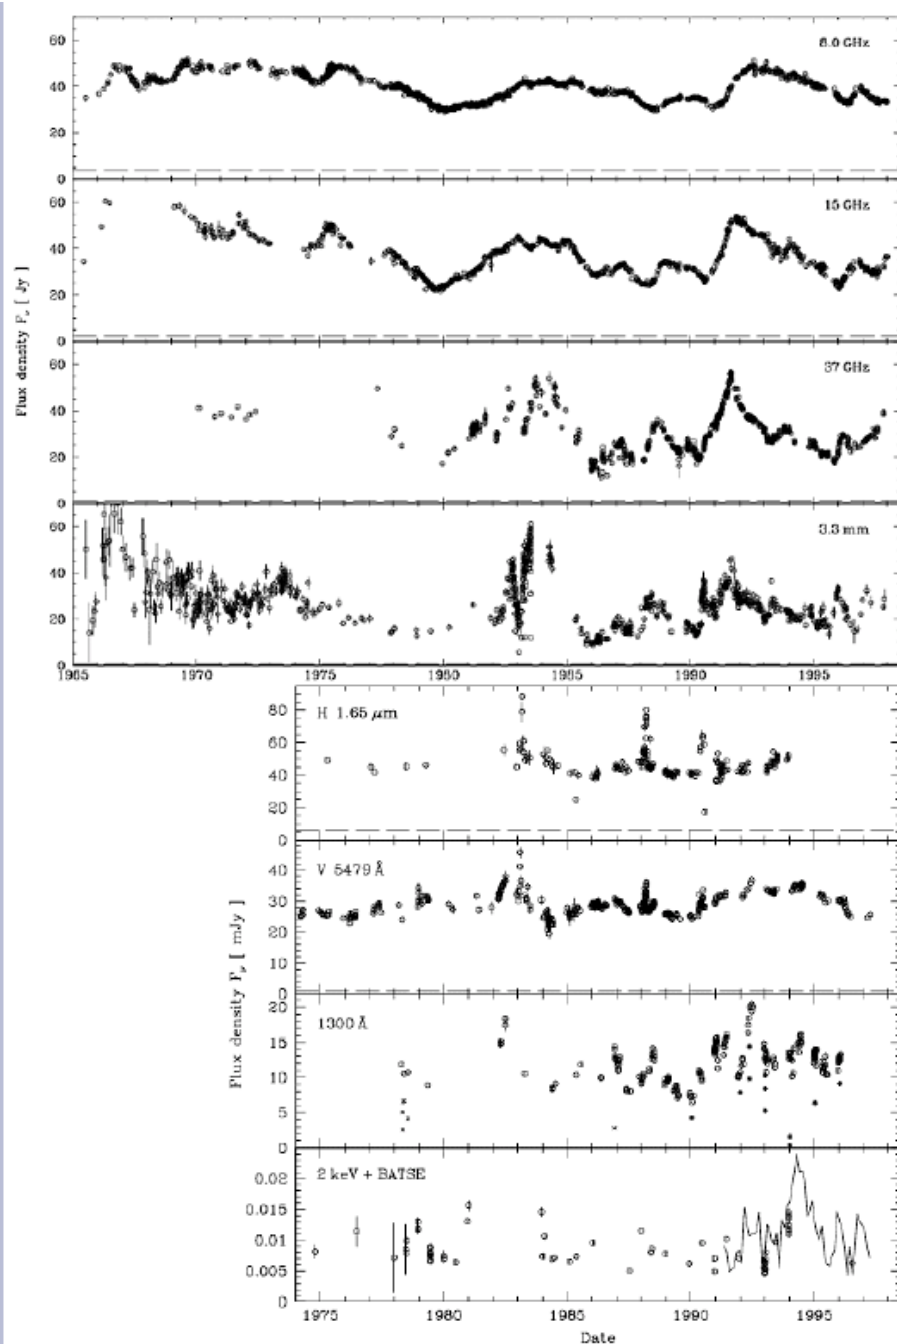 60
8.0 GHz
40
20
0
60
15 GHz
40
20
0
Flux density Fν [ Jy ]
60
37 GHz
40
20
0
60
3.3 mm
40
20
0
1965 1970 1975 1980 1985 1990 1995
80
H 1.65 μm
60
40
20
0
40
V 5479 Å
30
20
10
0
Flux density Fν [ mJy ]
20
1300 Å
15
10
5
0
0.02
2 keV + BATSE
0.015
0.01
0.005
0
1975 1980 1985 1990 1995
Date